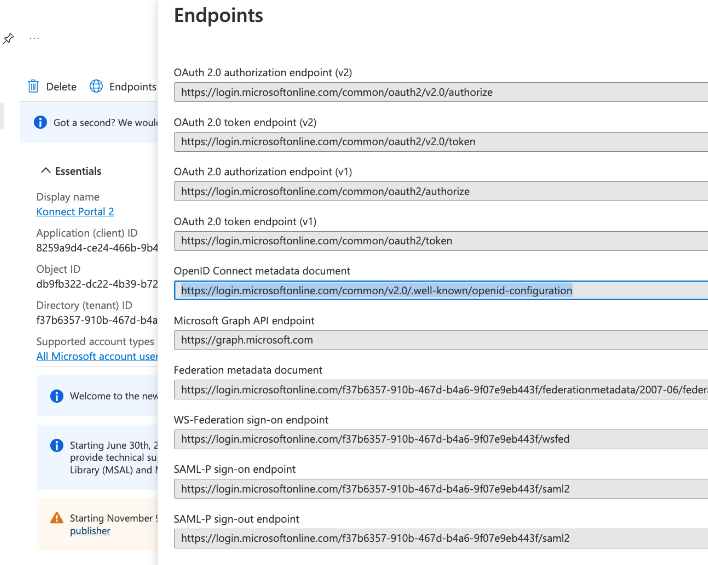 Endpoints
...
Delete
Endpoints
Got a second? We would
Essentials
Display name
Konnect Portal 2
Application (client) ID
8259a9d4-ce24-466b-9b4
Object ID
db9fb322-dc22-4b39-b72
Directory (tenant) ID
f37b6357-910b-467d-b4a
Supported account types
All Microsoft account user
Welcome to the new
Starting June 30th, 2
provide technical su
Library (MSAL) and M
Starting November 9
publisher
OAuth 2.0 authorization endpoint (v2)
https://login.microsoftonline.com/common/oauth2/v2.0/authorize
OAuth 2.0 token endpoint (v2)
https://login.microsoftonline.com/common/oauth2/v2.0/token
OAuth 2.0 authorization endpoint (v1)
https://login.microsoftonline.com/common/oauth2/authorize
OAuth 2.0 token endpoint (v1)
https://login.microsoftonline.com/common/oauth2/token
OpenID Connect metadata document
https://login.microsoftonline.com/common/v2.0/.well-known/openid-configuration
Microsoft Graph API endpoint
https://graph.microsoft.com
Federation metadata document
https://login.microsoftonline.com/f37b6357-910b-467d-b4a6-9f07e9eb443f/federationmetadata/2007-06/feder
WS-Federation sign-on endpoint
https://login.microsoftonline.com/f37b6357-910b-467d-b4a6-9f07e9eb443f/wsfed
SAML-P sign-on endpoint
https://login.microsoftonline.com/f37b6357-910b-467d-b4a6-9f07e9eb443f/saml2
SAML-P sign-out endpoint
https://login.microsoftonline.com/f37b6357-910b-467d-b4a6-9f07e9eb443f/saml2